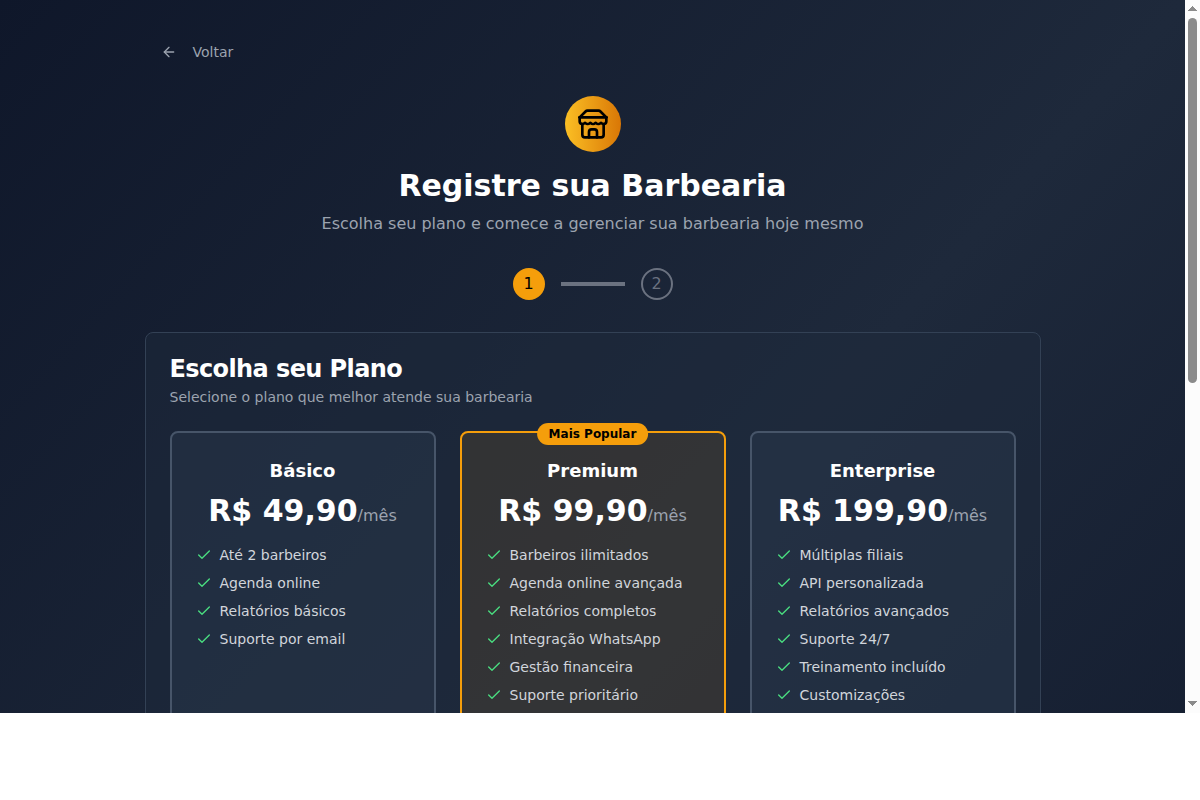 Voltar
Registre sua Barbearia
Escolha seu plano e comece a gerenciar sua barbearia hoje mesmo
1
2
Escolha seu Plano
Selecione o plano que melhor atende sua barbearia
Básico
R$ 49,90/mês
Até 2 barbeiros
Agenda online
Relatórios básicos
Suporte por email
Mais Popular
Premium
R$ 99,90/mês
Barbeiros ilimitados
Agenda online avançada
Relatórios completos
Integração WhatsApp
Gestão financeira
Suporte prioritário
Enterprise
R$ 199,90/mês
Múltiplas filiais
API personalizada
Relatórios avançados
Suporte 24/7
Treinamento incluído
Customizações